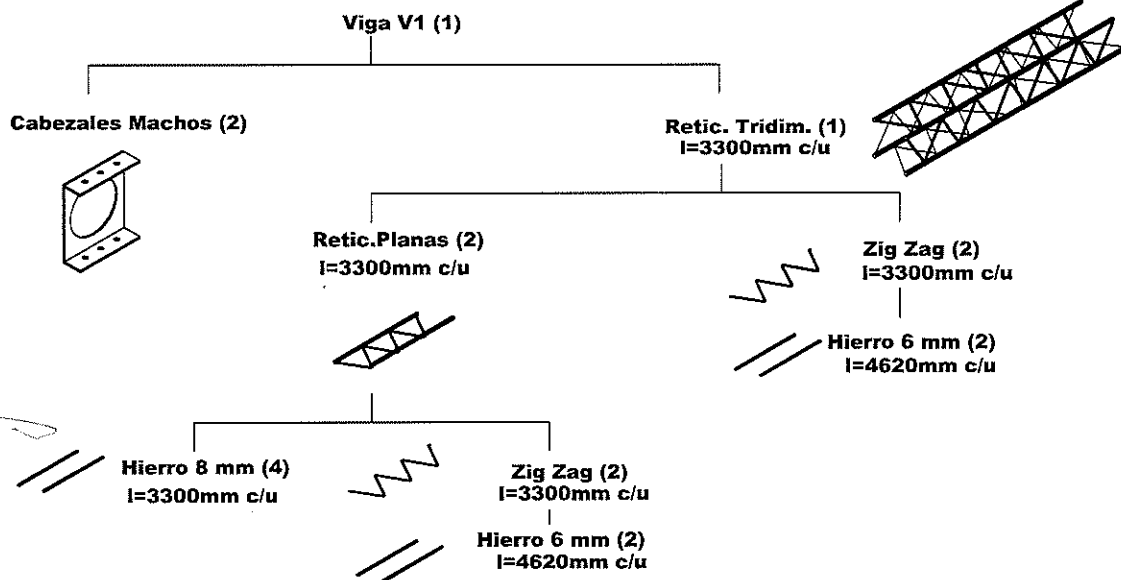 Viga V1 (1)
Cabezales Machos (2)
Retic. Tridim. (1)
l=3300mm c/u
Retic.Planas (2)
l=3300mm c/u
Zig Zag (2)
l=3300mm c/u
Hierro 6 mm (2)
l=4620mm c/u
Hierro 8 mm (4)
l=3300mm c/u
Zig Zag (2)
l=3300mm c/u
Hierro 6 mm (2)
l=4620mm c/u